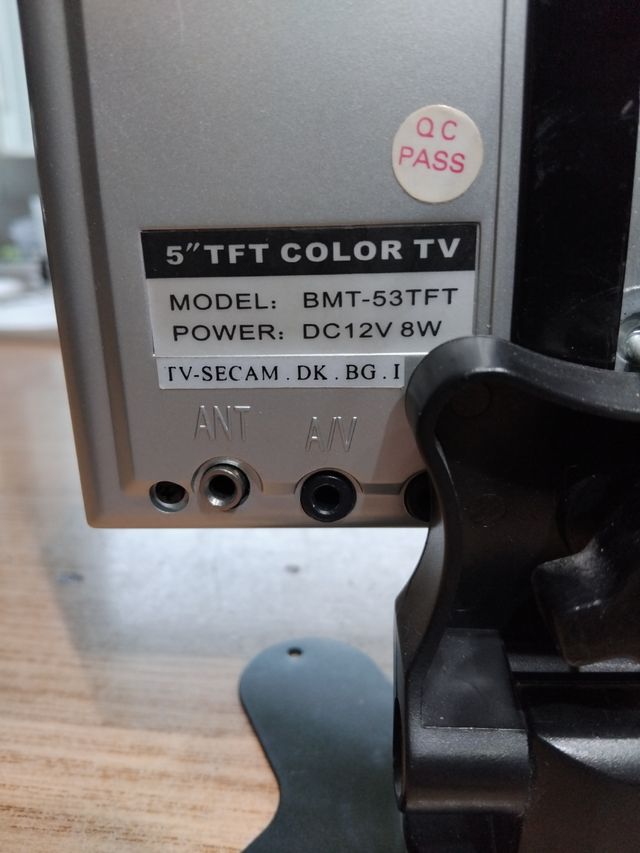 QC
PASS
5″TFT COLOR TV
MODEL: BMT-53TFT
POWER: DC12V 8W
TV-SECAM.DK.BG.I
ANT
A/V